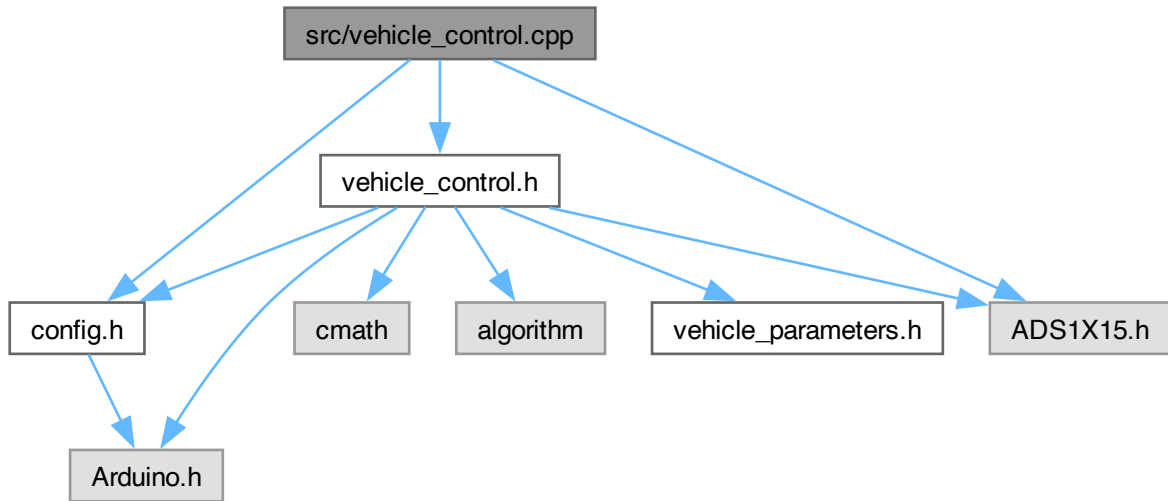 src/vehicle_control.cpp
vehicle_control.h
config.h
cmath
algorithm
vehicle_parameters.h
ADS1X15.h
Arduino.h